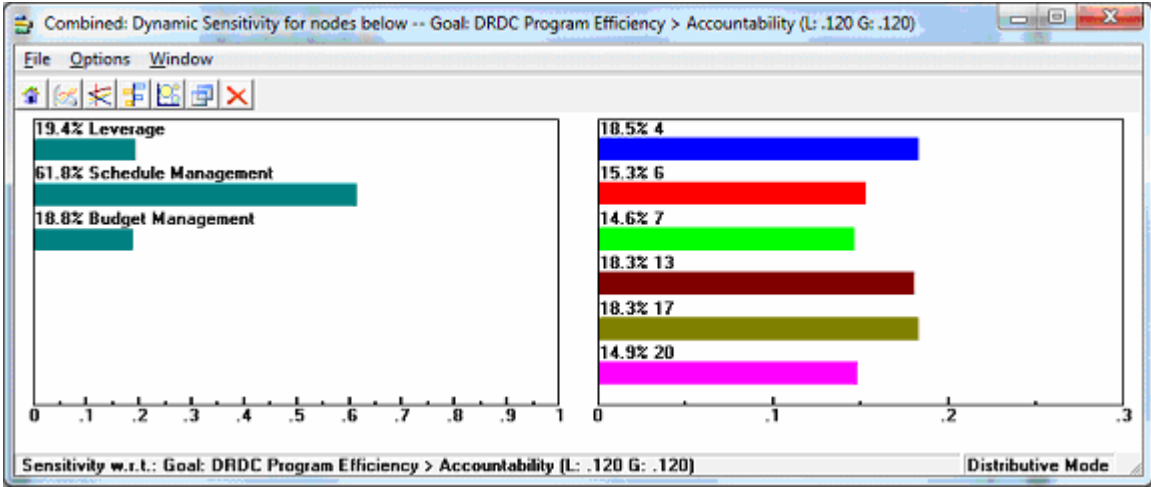 Combined: Dynamic Sensitivity for nodes below -- Goal: DRDC Program Efficiency > Accountability (L: .120 G: .120)
File Options Window
19.4% Leverage
61.8% Schedule Management
18.8% Budget Management
0 .1 .2 .3 .4 .5 .6 .7 .8 .9 1
18.5% 4
15.3% 6
14.6% 7
18.3% 13
18.3% 17
14.9% 20
0 .1 .2 .3
Sensitivity w.r.t.: Goal: DRDC Program Efficiency > Accountability (L: .120 G: .120)
Distributive Mode